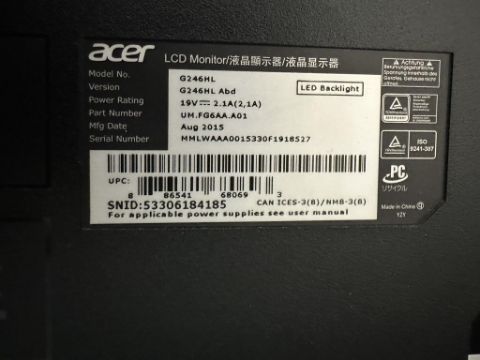 acer LCD Monitor/液晶顯示器/液晶显示器
Model No. G246HL
Version G246HL Abd
Power Rating 19V⎓2.1A(2,1A)
Part Number UM.FG6AA.A01
Mfg Date Aug 2015
Serial Number MMLWAAA0015330F1918527
LED Backlight
UPC: 8 86541 68069 3
SNID:53306184185 CAN ICES-3(B)/NMB-3(B)
For applicable power supplies see user manual
Achtung
ISO
9241-307
PC
リサイクル
Made in China
YZY